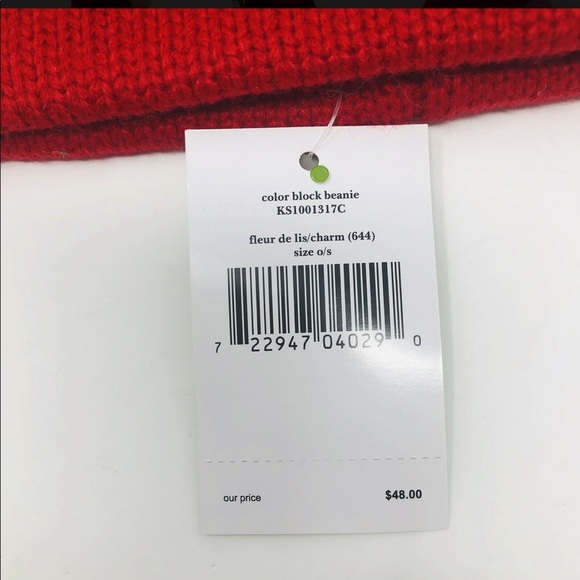 color block beanie
KS1001317C
fleur de lis/charm (644)
size o/s
7 22947 04029 0
our price $48.00